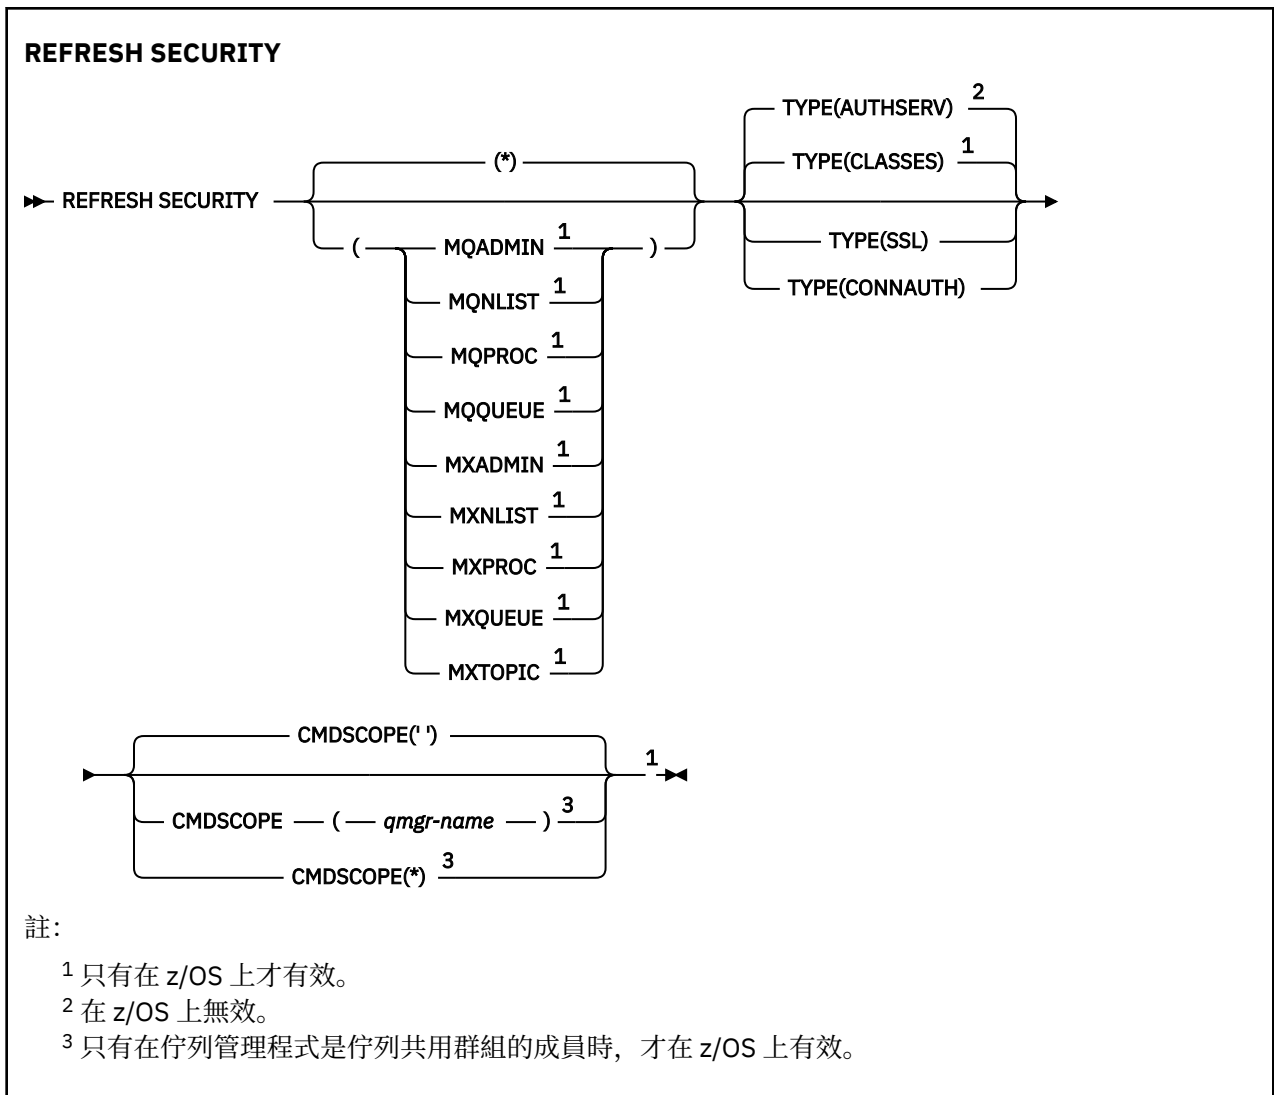 REFRESH SECURITY
TYPE(AUTHSERV) 2
(*) TYPE(CLASSES) 1
REFRESH SECURITY
( MQADMIN 1 ) TYPE(SSL)
MQNLIST 1 TYPE(CONNAUTH)
MQPROC 1
MQQUEUE 1
MXADMIN 1
MXNLIST 1
MXPROC 1
MXQUEUE 1
MXTOPIC 1
CMDSCOPE(' ')
1
CMDSCOPE ( qmgr-name ) 3
CMDSCOPE(*) 3
註：
1 只有在 z/OS 上才有效。
2 在 z/OS 上無效。
3 只有在佇列管理程式是佇列共用群組的成員時，才在 z/OS 上有效。